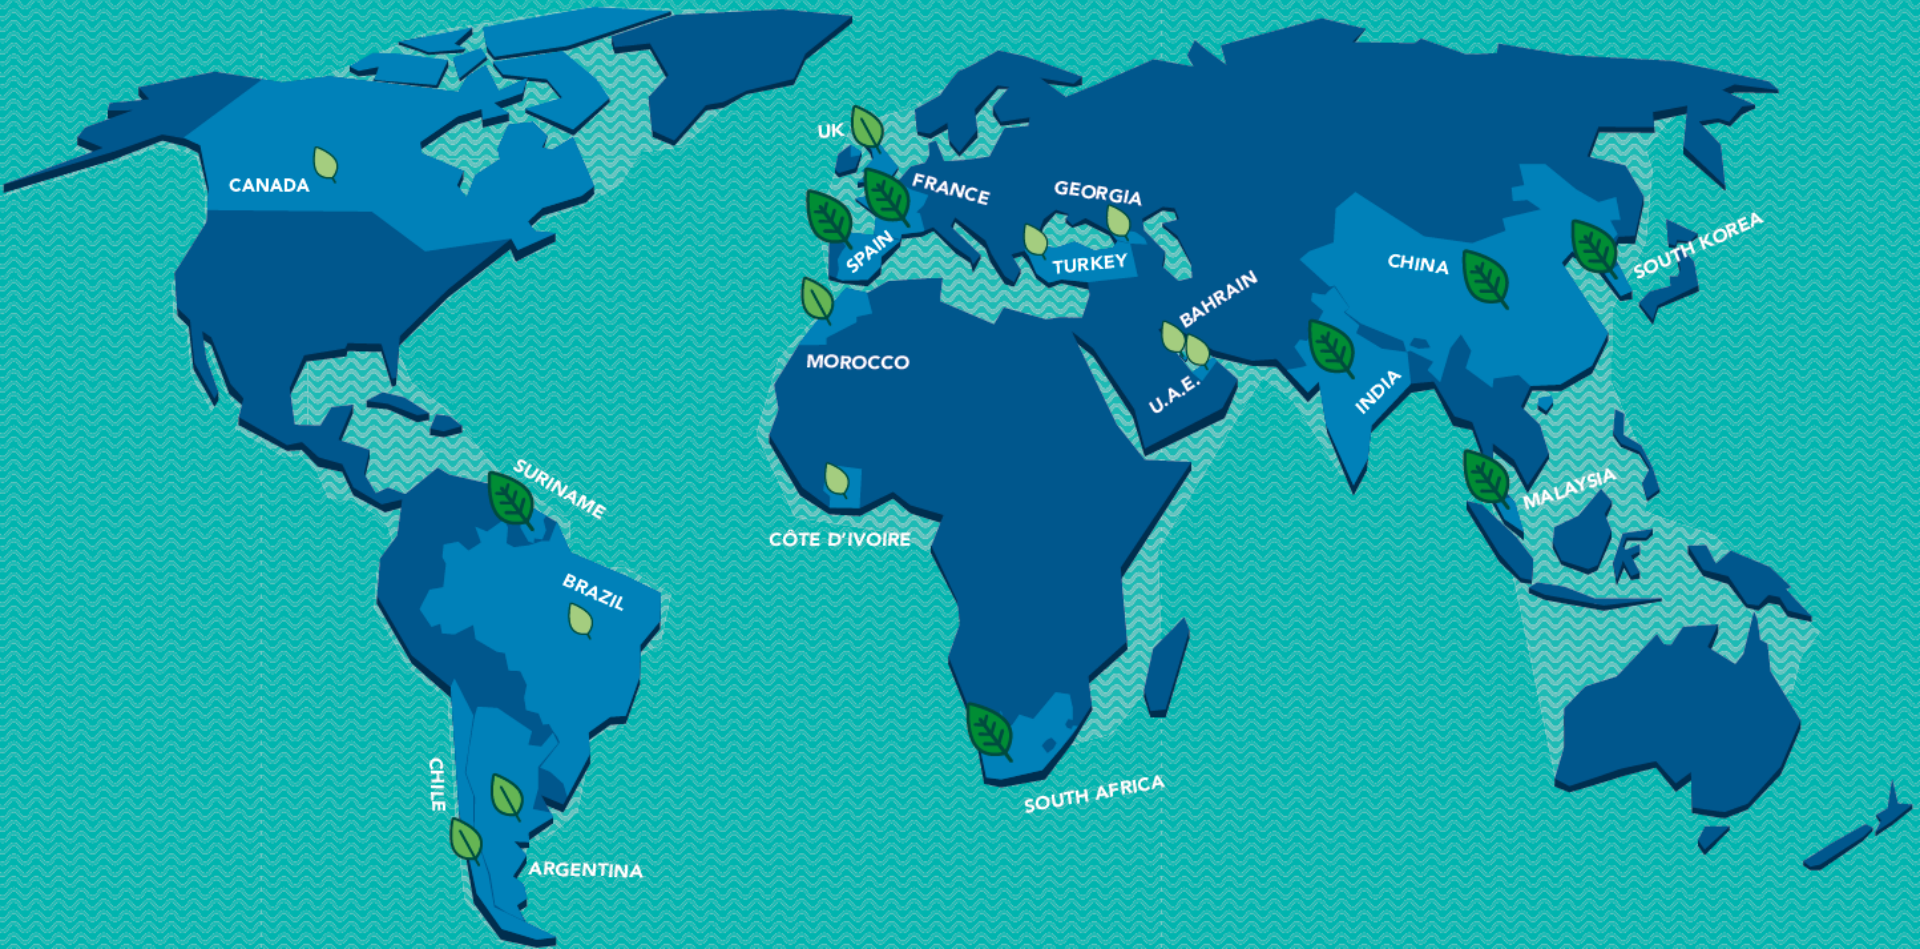 UK
CANADA
FRANCE
GEORGIA
SPAIN
TURKEY
CHINA
SOUTH KOREA
BAHRAIN
MOROCCO
U.A.E.
INDIA
SURINAME
MALAYSIA
CÔTE D'IVOIRE
BRAZIL
CHILE
SOUTH AFRICA
ARGENTINA